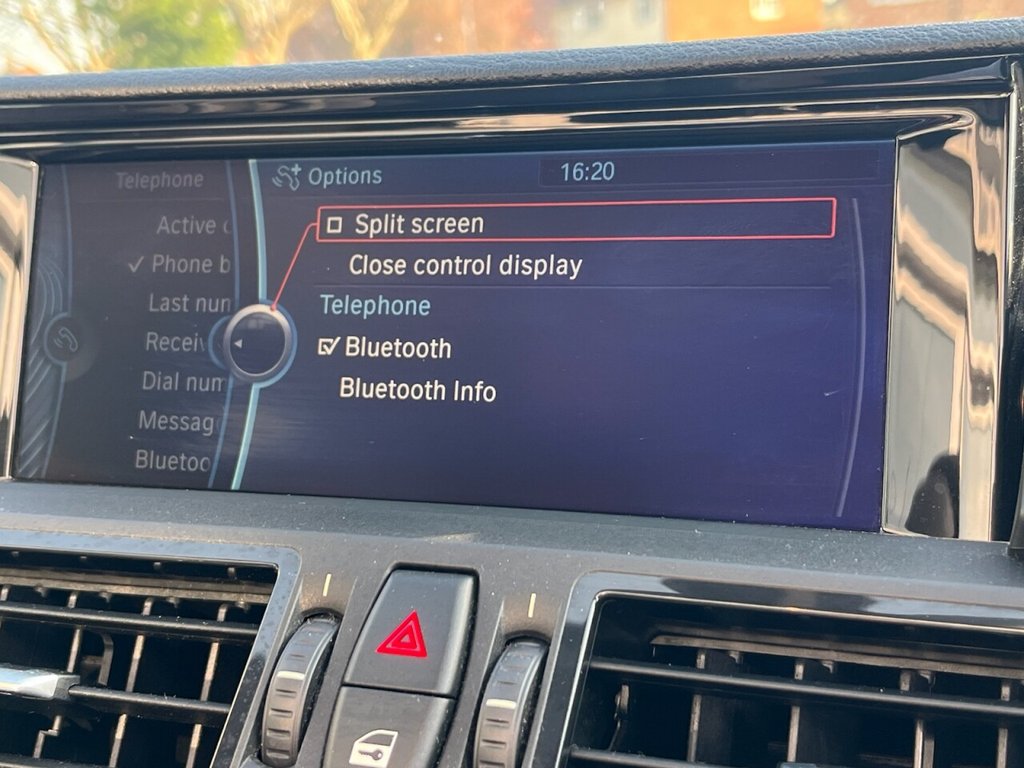 Telephone
Options
16:20
Active
Phone b
Last num
Receiv
Dial num
Messag
Bluetoo
Split screen
Close control display
Telephone
Bluetooth
Bluetooth Info